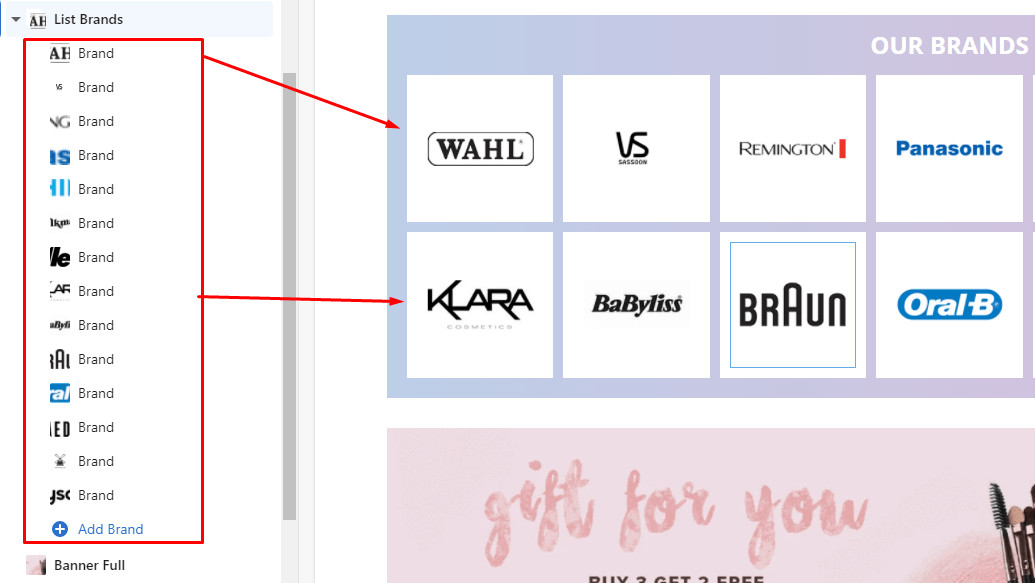 List Brands
Brand
Brand
Brand
Brand
Brand
Brand
Brand
Brand
Brand
Brand
Brand
Brand
Brand
Brand
Add Brand
Banner Full
OUR BRANDS
WAHL
VS
SASSOON
REMINGTON
Panasonic
KLARA
COSMETICS
BaByliss
BRAUN
Oral-B
gift for you
BUY 3 GET 2 FREE